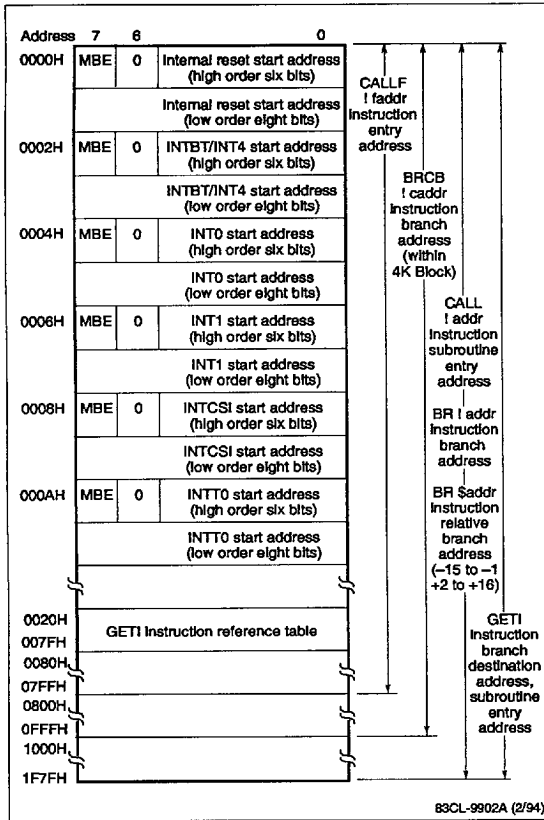 Address 7 6 0
0000H MBE 0 Internal reset start address
(high order six bits)
Internal reset start address
(low order eight bits)
0002H MBE 0 INTBT/INT4 start address
(high order six bits)
INTBT/INT4 start address
(low order eight bits)
0004H MBE 0 INT0 start address
(high order six bits)
INT0 start address
(low order eight bits)
0006H MBE 0 INT1 start address
(high order six bits)
INT1 start address
(low order eight bits)
0008H MBE 0 INTCSI start address
(high order six bits)
INTCSI start address
(low order eight bits)
000AH MBE 0 INTT0 start address
(high order six bits)
INTT0 start address
(low order eight bits)
0020H
GETI Instruction reference table
007FH
0080H
07FFH
0800H
0FFFH
1000H
1F7FH
CALLF
! faddr
instruction
entry
address
BRCB
! caddr
Instruction
branch
address
(within
4K Block)
CALL
! addr
Instruction
subroutine
entry
address
BR ! addr
Instruction
branch
address
BR $addr
Instruction
relative
branch
address
(–15 to –1
+2 to +16)
GETI
Instruction
branch
destination
address,
subroutine
entry
address
83CL-9902A (2/94)